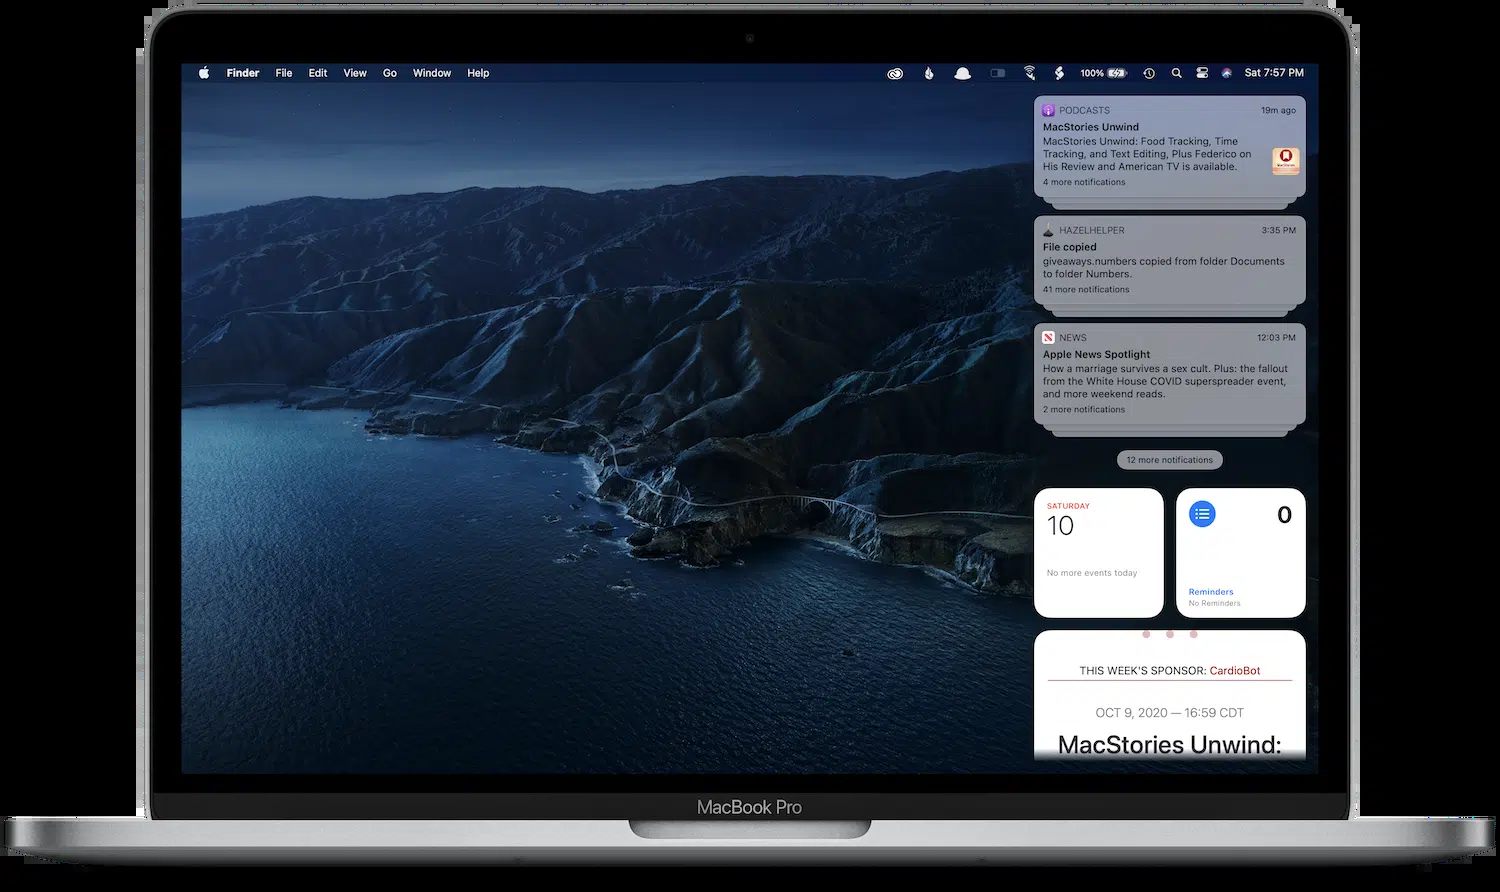 Finder File Edit View Go Window Help 100% Sat 7:57 PM
PODCASTS 19m ago
MacStories Unwind
MacStories Unwind: Food Tracking, Time
Tracking, and Text Editing, Plus Federico on
His Review and American TV is available.
4 more notifications
HAZELHELPER 3:35 PM
File copied
giveaways.numbers copied from folder Documents
to folder Numbers.
41 more notifications
NEWS 12:03 PM
Apple News Spotlight
How a marriage survives a sex cult. Plus: the fallout
from the White House COVID superspreader event,
and more weekend reads.
2 more notifications
12 more notifications
SATURDAY
10
No more events today
0
Reminders
No Reminders
THIS WEEK'S SPONSOR: CardioBot
OCT 9, 2020 — 16:59 CDT
MacStories Unwind:
MacBook Pro